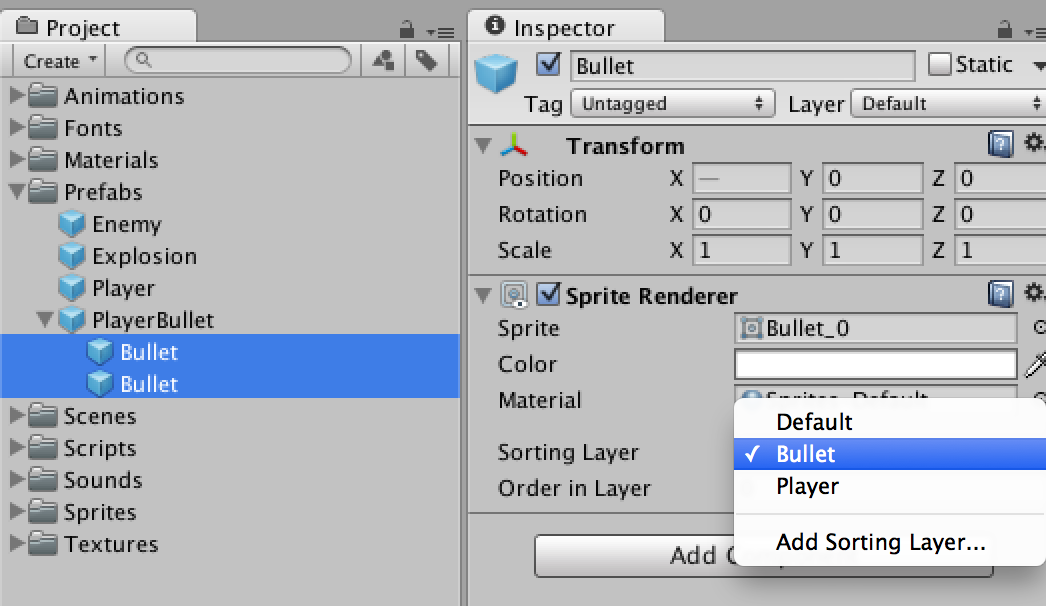 Project
Create
Animations
Fonts
Materials
Prefabs
Enemy
Explosion
Player
PlayerBullet
Bullet
Bullet
Scenes
Scripts
Sounds
Sprites
Textures
Inspector
Bullet Static
Tag Untagged Layer Default
Transform
Position X — Y 0 Z 0
Rotation X 0 Y 0 Z 0
Scale X 1 Y 1 Z 1
Sprite Renderer
Sprite Bullet_0
Color
Material Sprites-Default
Default
Sorting Layer Bullet
Order in Layer Player
Add Sorting Layer...
Add